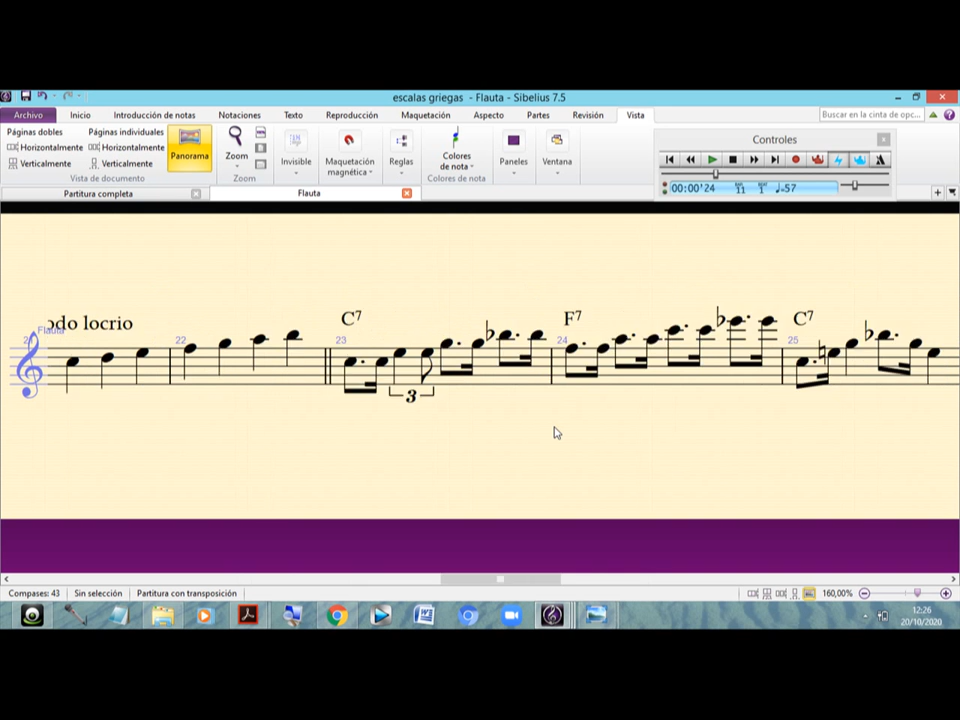 escalas griegas - Flauta - Sibelius 7.5
Archivo Inicio Introducción de notas Notaciones Texto Reproducción Maquetación Aspecto Partes Revisión Vista Buscar en la cinta de opc...
Páginas dobles Páginas individuales
Horizontalmente Horizontalmente
Verticalmente Verticalmente
Vista de documento
Panorama
Zoom
Zoom
Invisible
Maquetación
magnética
Reglas
Colores
de nota
Colores de nota
Paneles
Ventana
Controles
00:00'24 11 1 ♩=57
Partitura completa Flauta
odo locrio C7 F7 C7
Flauta
22 23 24 25
3
Compases: 43 Sin selección Partitura con transposición 160,00%
12:26
20/10/2020